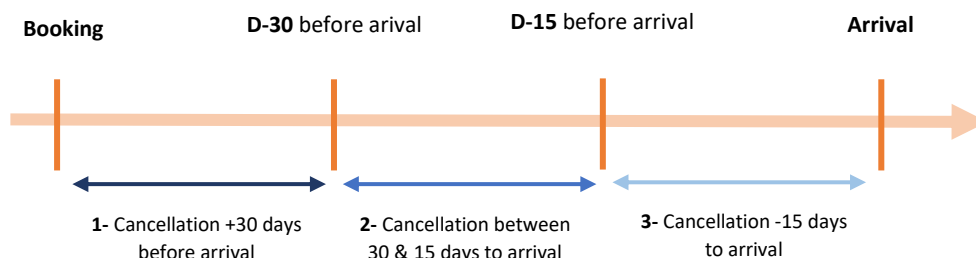 Booking
D-30 before arival
D-15 before arrival
Arrival
1- Cancellation +30 days
before arrival
2- Cancellation between
30 & 15 days to arrival
3- Cancellation -15 days
to arrival